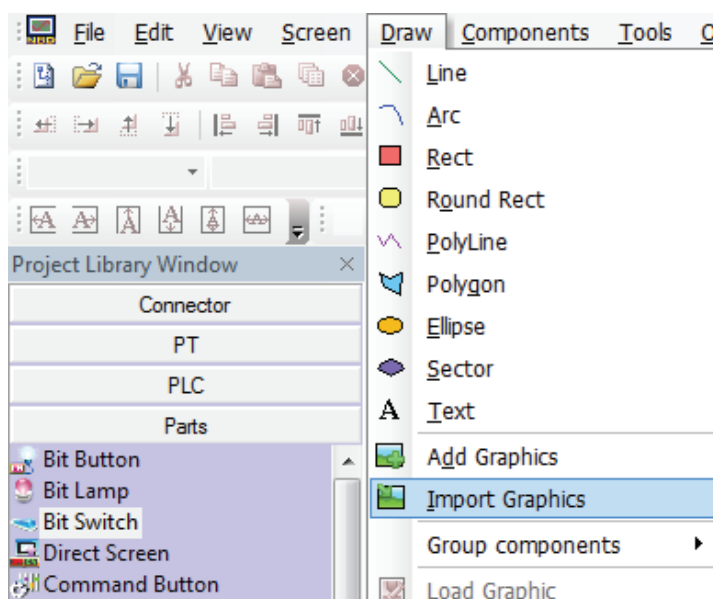 File Edit View Screen Draw Components Tools O
Line
Arc
Rect
Round Rect
PolyLine
Polygon
Ellipse
Sector
A Text
Add Graphics
Import Graphics
Group components
Load Graphic
Project Library Window
Connector
PT
PLC
Parts
Bit Button
Bit Lamp
Bit Switch
Direct Screen
Command Button